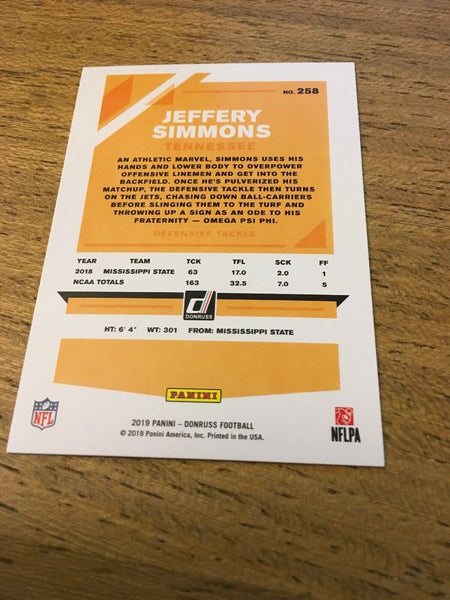 NO. 258
JEFFERY
SIMMONS
TENNESSEE
AN ATHLETIC MARVEL, SIMMONS USES HIS
HANDS AND LOWER BODY TO OVERPOWER
OFFENSIVE LINEMEN AND GET INTO THE
BACKFIELD. ONCE HE'S PULVERIZED HIS
MATCHUP, THE DEFENSIVE TACKLE THEN TURNS
ON THE JETS, CHASING DOWN BALL-CARRIERS
BEFORE SLINGING THEM TO THE TURF AND
THROWING UP A SIGN AS AN ODE TO HIS
FRATERNITY — OMEGA PSI PHI.
DEFENSIVE TACKLE
YEAR TEAM TCK TFL SCK FF
2018 MISSISSIPPI STATE 63 17.0 2.0 1
NCAA TOTALS 163 32.5 7.0 5
d
DONRUSS
HT: 6' 4" WT: 301 FROM: MISSISSIPPI STATE
PANINI
NFL
2019 PANINI – DONRUSS FOOTBALL
© 2019 Panini America, Inc. Printed in the USA.
NFLPA